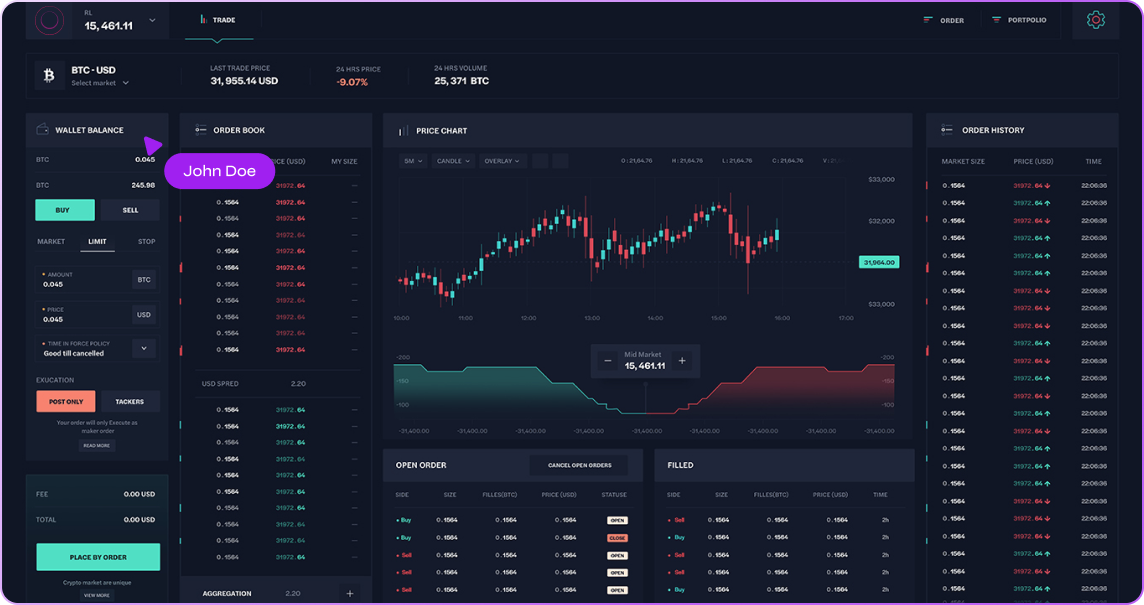 RL
15, 461.11
TRADE
ORDER
PORTPOLIO
BTC - USD
Select market
LAST TRADE PRICE
31, 955.14 USD
24 HRS PRICE
-9.07%
24 HRS VOLUME
25, 371 BTC
WALLET BALANCE
BTC 0.045
BTC 245.98
BUY SELL
MARKET LIMIT STOP
AMOUNT
0.045 BTC
PRICE
0.045 USD
TIME IN FORCE POLICY
Good till cancelled
EXUCATION
POST ONLY TACKERS
Your order will only Execute as
maker order
READ MORE
FEE 0.00 USD
TOTAL 0.00 USD
PLACE BY ORDER
Crypto market are unique
VIEW MORE
John Doe
ORDER BOOK
(USD) MY SIZE
31972.64 —
0.1564 31972.64 —
0.1564 31972.64 —
0.1564 31972.64 —
0.1564 31972.64 —
0.1564 31972.64 —
0.1564 31972.64 —
0.1564 31972.64 —
0.1564 31972.64 —
0.1564 31972.64 —
0.1564 31972.64 —
USD SPRED 2.20
0.1564 31972.64 —
0.1564 31972.64 —
0.1564 31972.64 —
0.1564 31972.64 —
0.1564 31972.64 —
0.1564 31972.64 —
0.1564 31972.64 —
0.1564 31972.64 —
0.1564 31972.64 —
0.1564 31972.64 —
AGGREGATION 2.20 +
PRICE CHART
5M CANDLE OVERLAY
O:21,64.76 H:21,64.76 L:21,64.76 C:21,64.76
$33,000
$32,000
31,964.00
$33,000
10:00 11:00 12:00 13:00 14:00 15:00 16:00 17:00
Mid Market
− 15,461.11 +
-200 -200
-150 -150
-100 -100
-31,400.00 -31,400.00 -31,400.00 -31,400.00 -31,400.00 -31,400.00 -31,400.00 -31,400.00 -31,400.00
OPEN ORDER CANCEL OPEN ORDERS
SIDE SIZE FILLES(BTC) PRICE (USD) STATUSE
Buy 0.1564 0.1564 0.1564 OPEN
Buy 0.1564 0.1564 0.1564 CLOSE
Sell 0.1564 0.1564 0.1564 OPEN
Sell 0.1564 0.1564 0.1564 OPEN
Sell 0.1564 0.1564 0.1564 OPEN
FILLED
SIDE SIZE FILLES(BTC) PRICE (USD) TIME
Sell 0.1564 0.1564 0.1564 2h
Buy 0.1564 0.1564 0.1564 2h
Sell 0.1564 0.1564 0.1564 2h
Sell 0.1564 0.1564 0.1564 2h
Buy 0.1564 0.1564 0.1564 2h
ORDER HISTORY
MARKET SIZE PRICE (USD) TIME
0.1564 31972.64 ↓ 22:06:36
0.1564 31972.64 ↑ 22:06:36
0.1564 31972.64 ↓ 22:06:36
0.1564 31972.64 ↑ 22:06:36
0.1564 31972.64 ↑ 22:06:36
0.1564 31972.64 ↑ 22:06:36
0.1564 31972.64 ↓ 22:06:36
0.1564 31972.64 ↑ 22:06:36
0.1564 31972.64 ↓ 22:06:36
0.1564 31972.64 ↓ 22:06:36
0.1564 31972.64 ↑ 22:06:36
0.1564 31972.64 ↑ 22:06:36
0.1564 31972.64 ↓ 22:06:36
0.1564 31972.64 ↑ 22:06:36
0.1564 31972.64 ↓ 22:06:36
0.1564 31972.64 ↑ 22:06:36
0.1564 31972.64 ↑ 22:06:36
0.1564 31972.64 ↑ 22:06:36
0.1564 31972.64 ↓ 22:06:36
0.1564 31972.64 ↓ 22:06:36
0.1564 31972.64 ↓ 22:06:36
0.1564 31972.64 ↑ 22:06:36
0.1564 31972.64 ↓ 22:06:36
0.1564 31972.64 ↑ 22:06:36